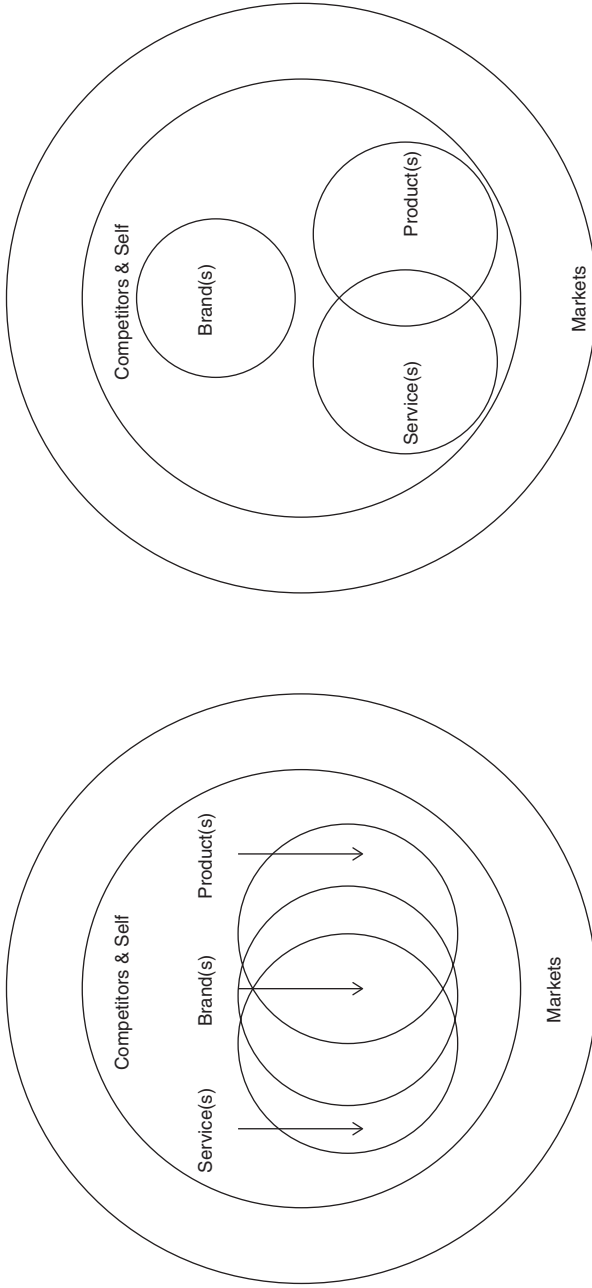 Competitors & Self
Service(s)
Brand(s)
Product(s)
Markets
Competitors & Self
Brand(s)
Service(s)
Product(s)
Markets